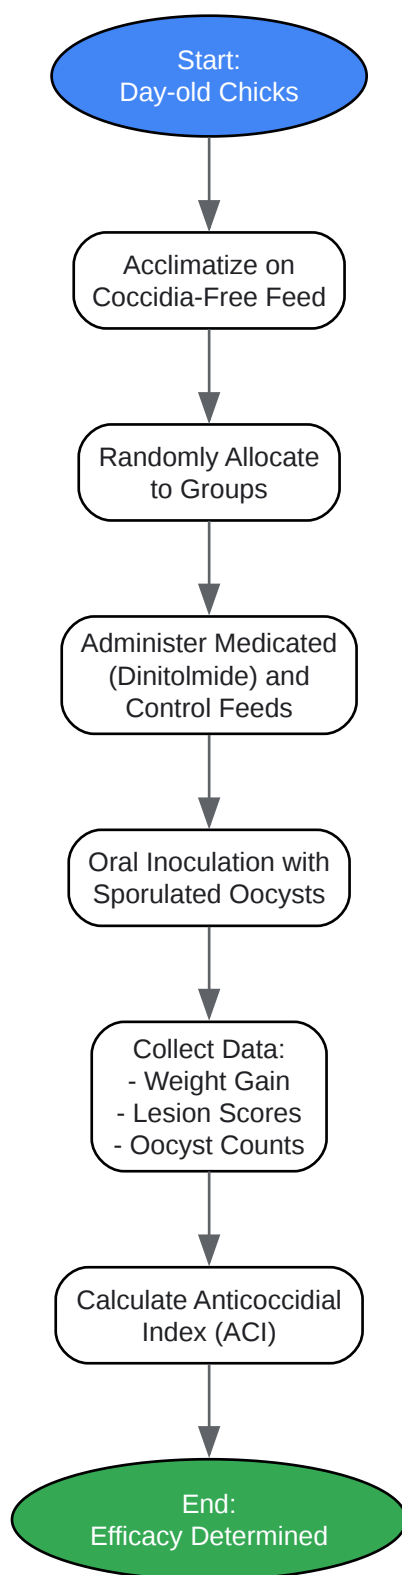 Start:
Day-old Chicks
Acclimatize on
Coccidia-Free Feed
Randomly Allocate
to Groups
Administer Medicated
(Dinitolmide) and
Control Feeds
Oral Inoculation with
Sporulated Oocysts
Collect Data:
- Weight Gain
- Lesion Scores
- Oocyst Counts
Calculate Anticoccidial
Index (ACI)
End:
Efficacy Determined